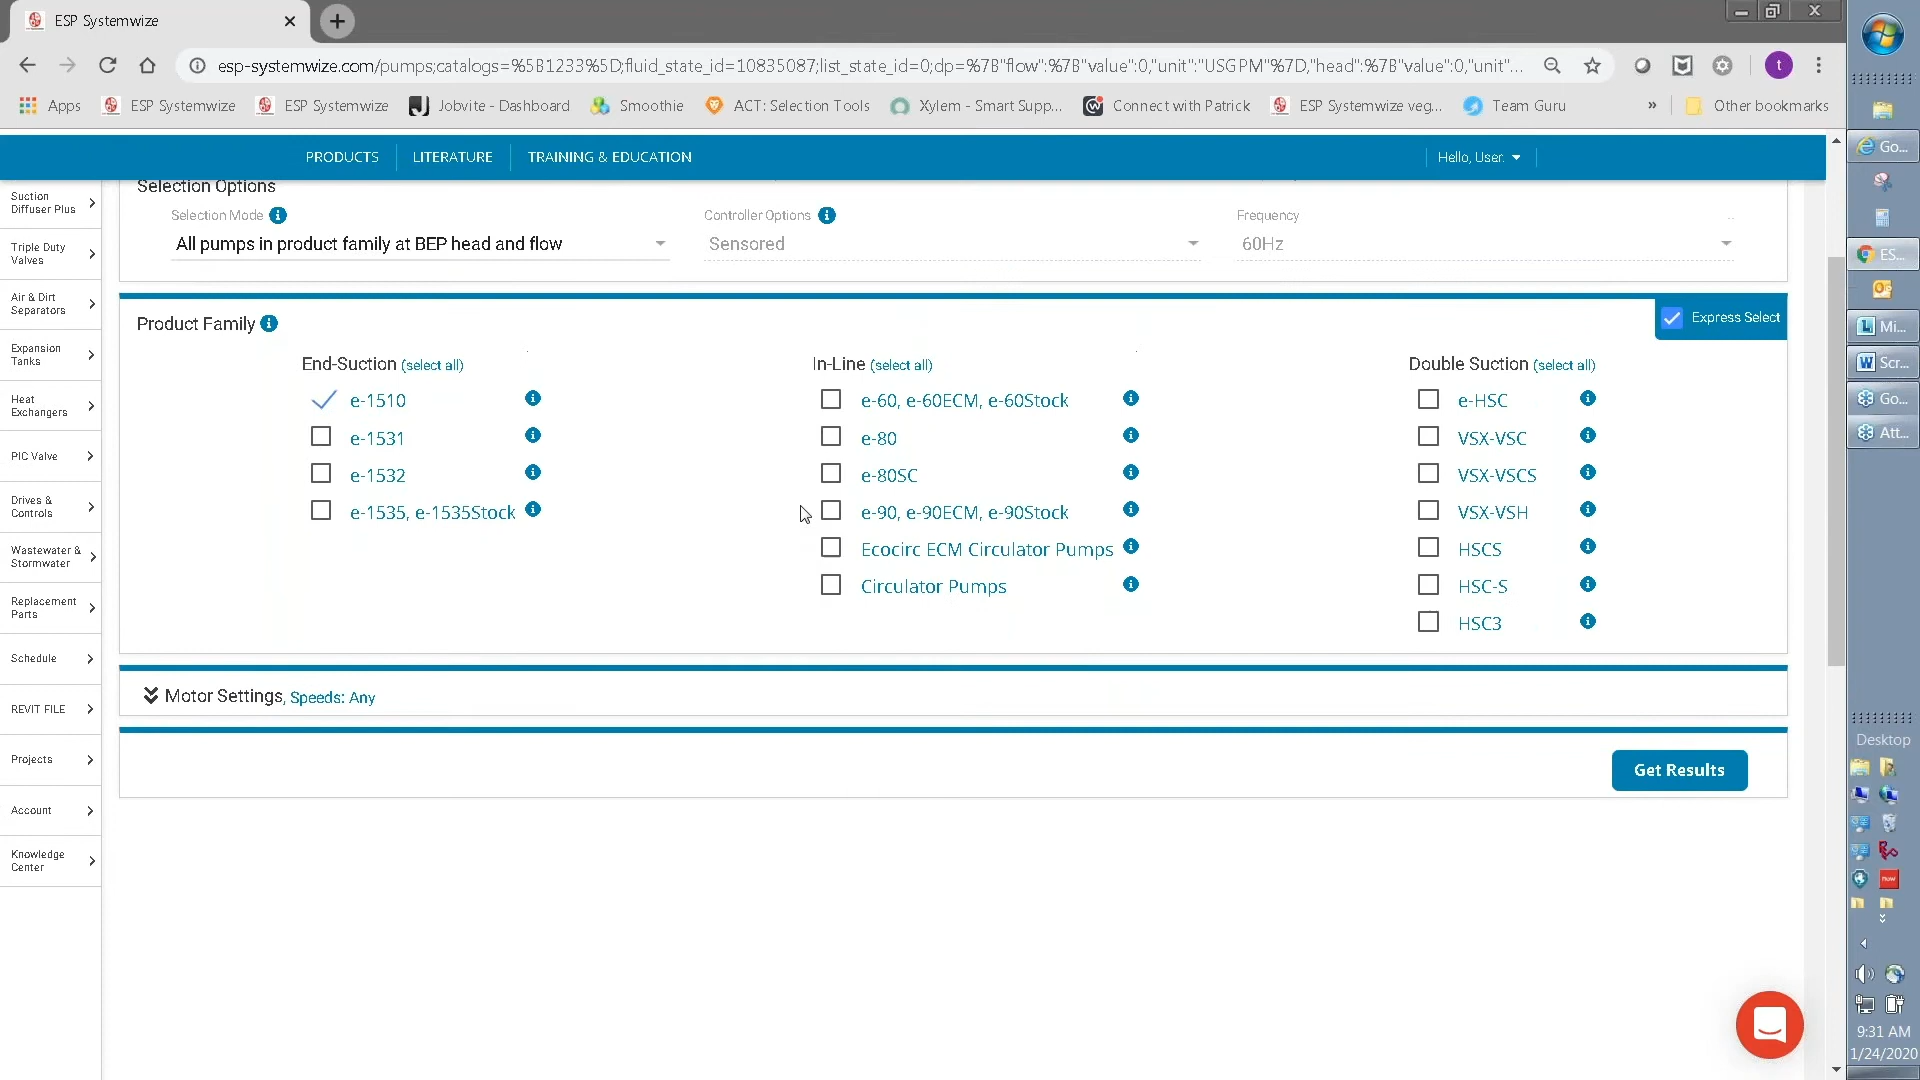 ESP Systemwize
esp-systemwize.com/pumps;catalogs=%5B1233%5D;fluid_state_id=10835087;list_state_id=0;dp=%7B"flow":%7B"value":0,"unit":"USGPM"%7D,"head":%7B"value":0,"unit"...
t
Apps ESP Systemwize ESP Systemwize Jobvite - Dashboard Smoothie ACT: Selection Tools Xylem - Smart Supp... Connect with Patrick ESP Systemwize veg... Team Guru » Other bookmarks
PRODUCTS LITERATURE TRAINING & EDUCATION Hello, User.
Suction
Diffuser Plus
Triple Duty
Valves
Air & Dirt
Separators
Expansion
Tanks
Heat
Exchangers
PIC Valve
Drives &
Controls
Wastewater &
Stormwater
Replacement
Parts
Schedule
REVIT FILE
Projects
Account
Knowledge
Center
Selection Options
Selection Mode Controller Options Frequency
All pumps in product family at BEP head and flow Sensored 60Hz
Product Family Express Select
End-Suction (select all)
e-1510
e-1531
e-1532
e-1535, e-1535Stock
In-Line (select all)
e-60, e-60ECM, e-60Stock
e-80
e-80SC
e-90, e-90ECM, e-90Stock
Ecocirc ECM Circulator Pumps
Circulator Pumps
Double Suction (select all)
e-HSC
VSX-VSC
VSX-VSCS
VSX-VSH
HSCS
HSC-S
HSC3
Motor Settings, Speeds: Any
Get Results
Go...
ES...
Mi...
Scr...
Go...
Att...
Desktop
9:31 AM
1/24/2020